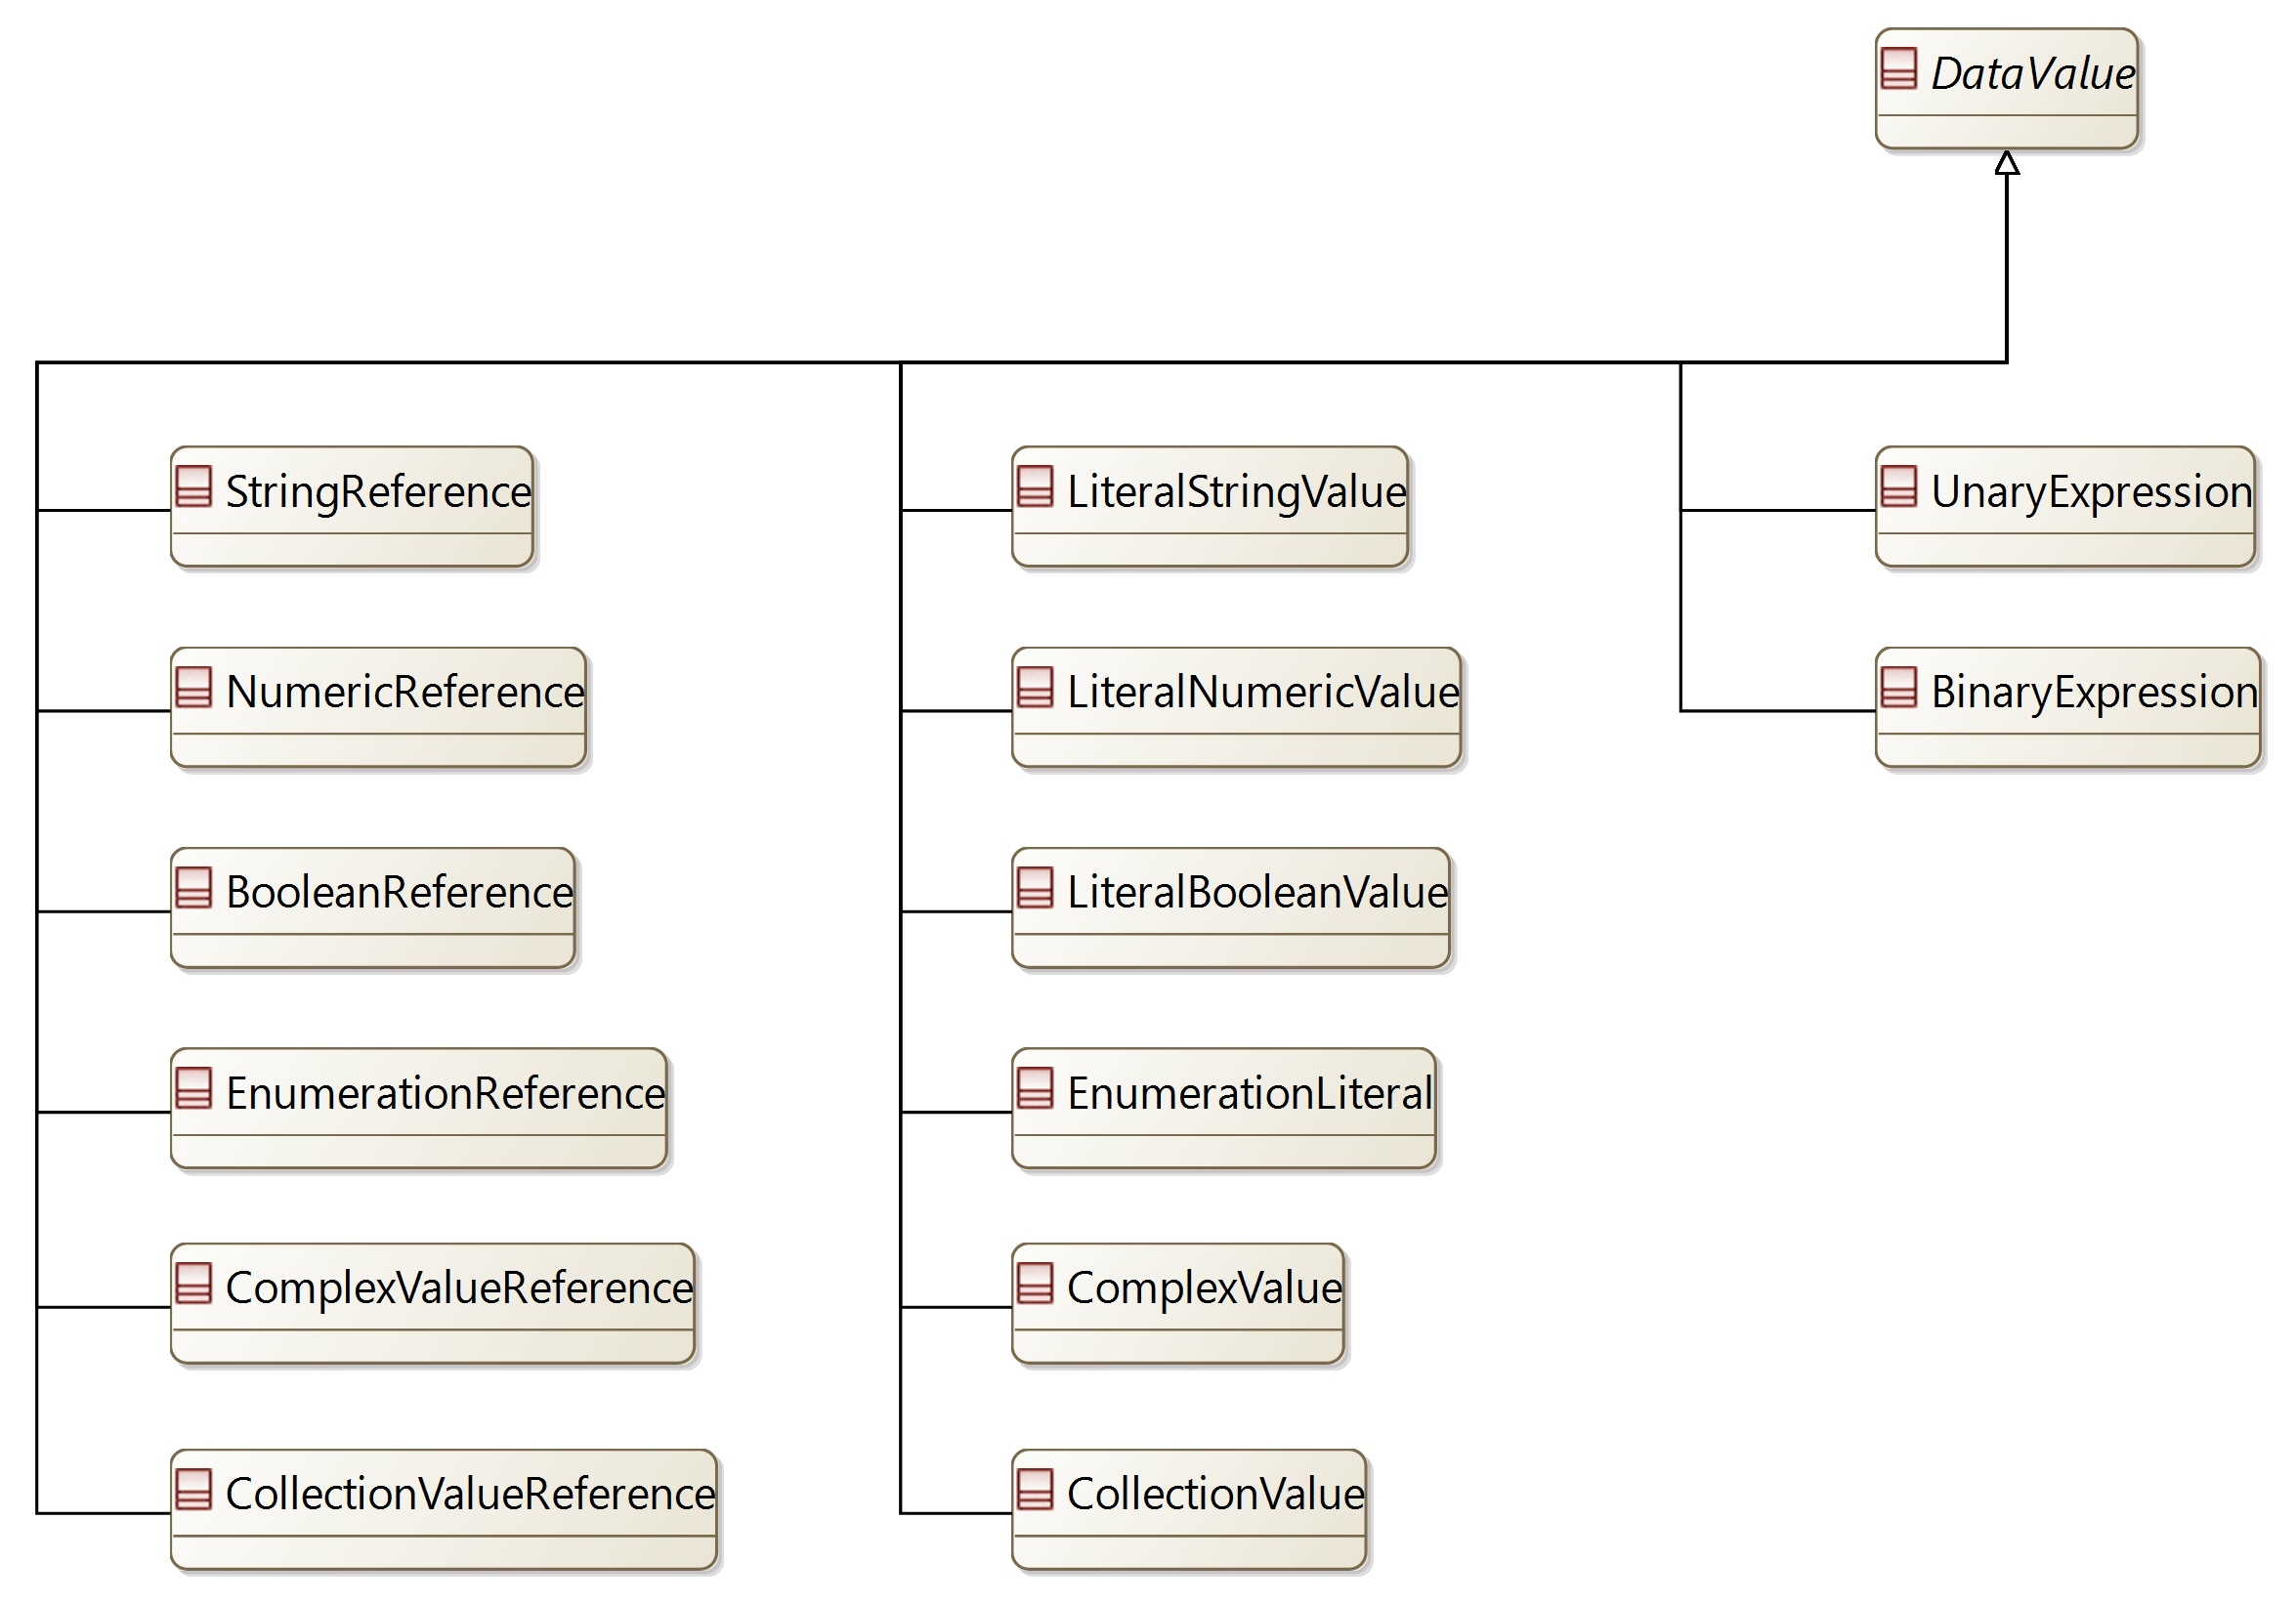 DataValue
StringReference
LiteralStringValue
UnaryExpression
NumericReference
LiteralNumericValue
BinaryExpression
BooleanReference
LiteralBooleanValue
EnumerationReference
EnumerationLiteral
ComplexValueReference
ComplexValue
CollectionValueReference
CollectionValue